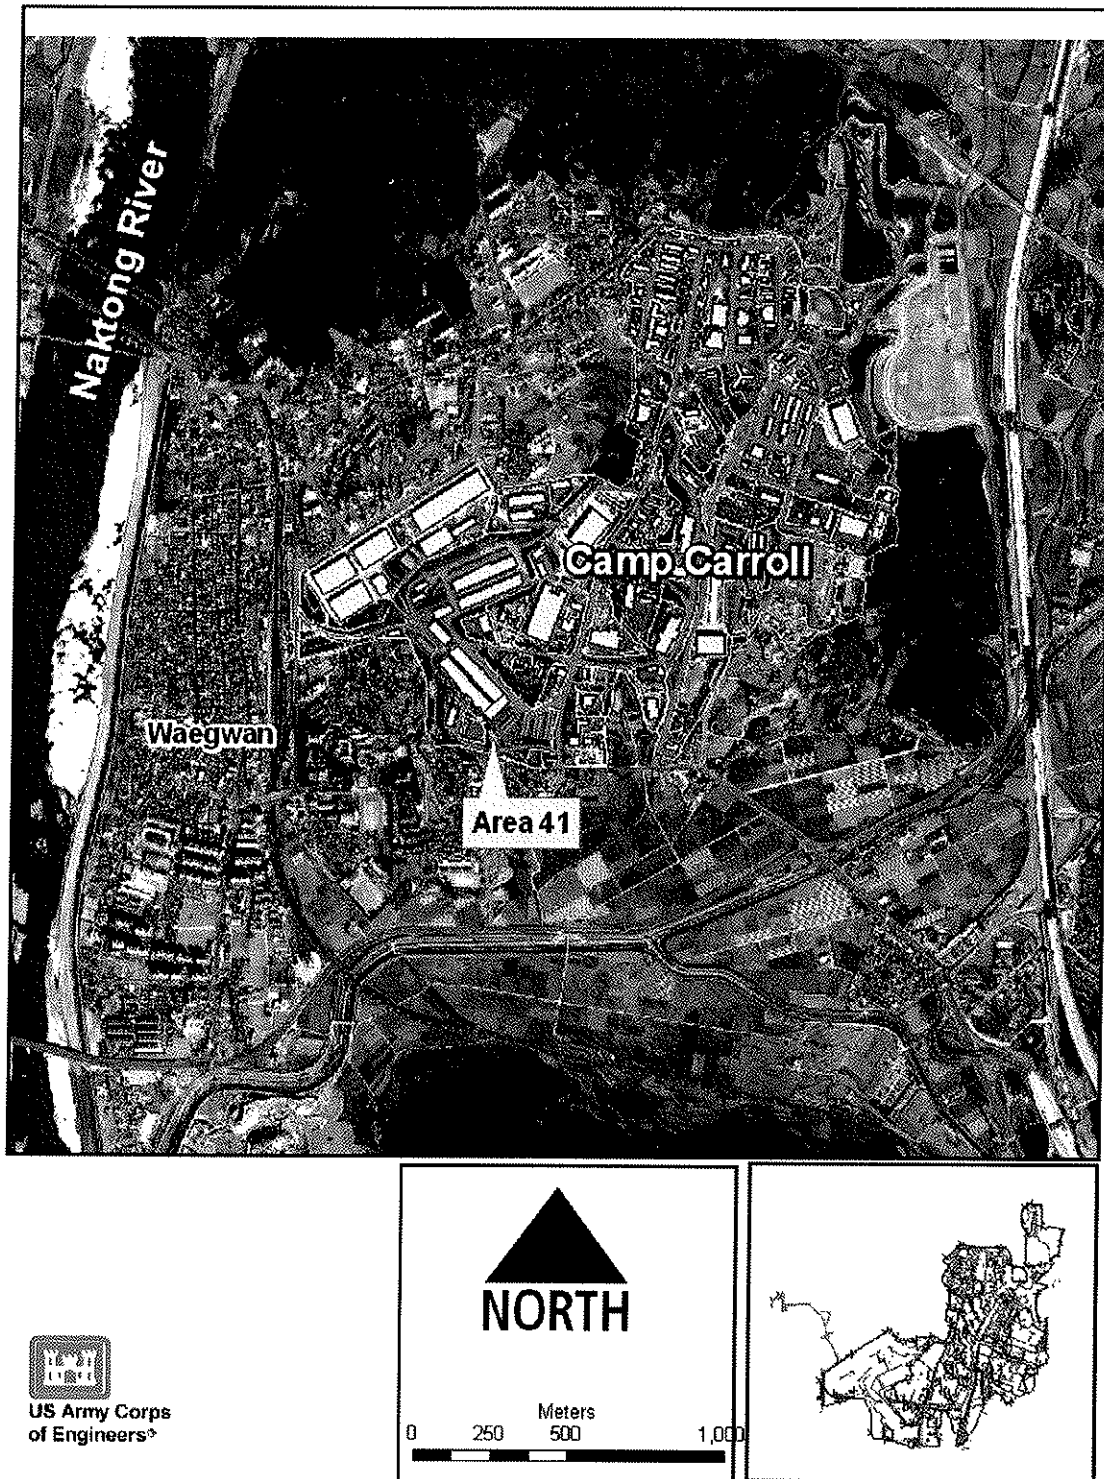 Naktong River
Camp Carroll
Waegwan
Area 41
NORTH
US Army Corps
of Engineers®
Meters
0 250 500 1,000